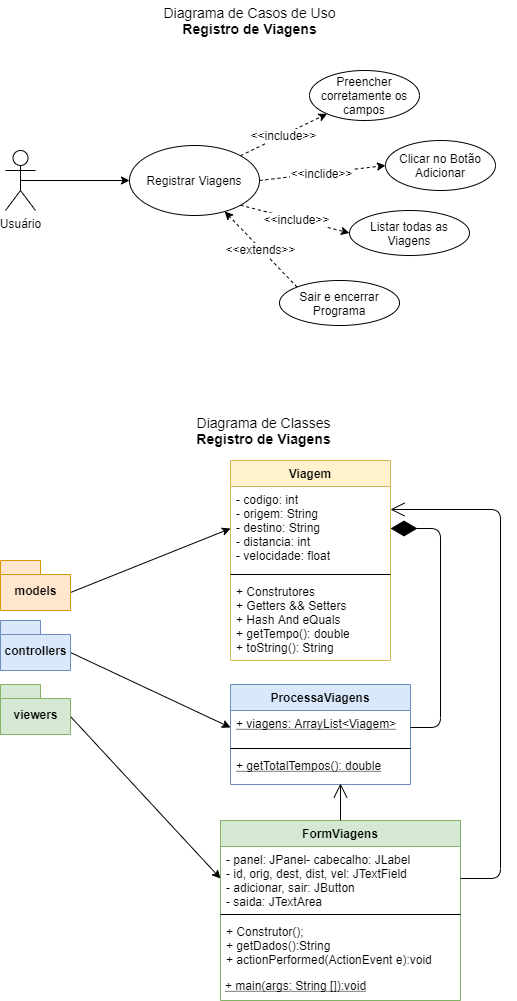 Diagrama de Casos de Uso
Registro de Viagens
Preencher
corretamente os
campos
<<include>>
Clicar no Botão
Adicionar
Registrar Viagens
<<inclide>>
Usuário
<<include>>
Listar todas as
Viagens
<<extends>>
Sair e encerrar
Programa
Diagrama de Classes
Registro de Viagens
Viagem
- codigo: int
- origem: String
- destino: String
- distancia: int
- velocidade: float
models
+ Construtores
+ Getters && Setters
+ Hash And eQuals
+ getTempo(): double
+ toString(): String
controllers
ProcessaViagens
viewers
+ viagens: ArrayList<Viagem>
+ getTotalTempos(): double
FormViagens
- panel: JPanel- cabecalho: JLabel
- id, orig, dest, dist, vel: JTextField
- adicionar, sair: JButton
- saida: JTextArea
+ Construtor();
+ getDados():String
+ actionPerformed(ActionEvent e):void
+ main(args: String []):void